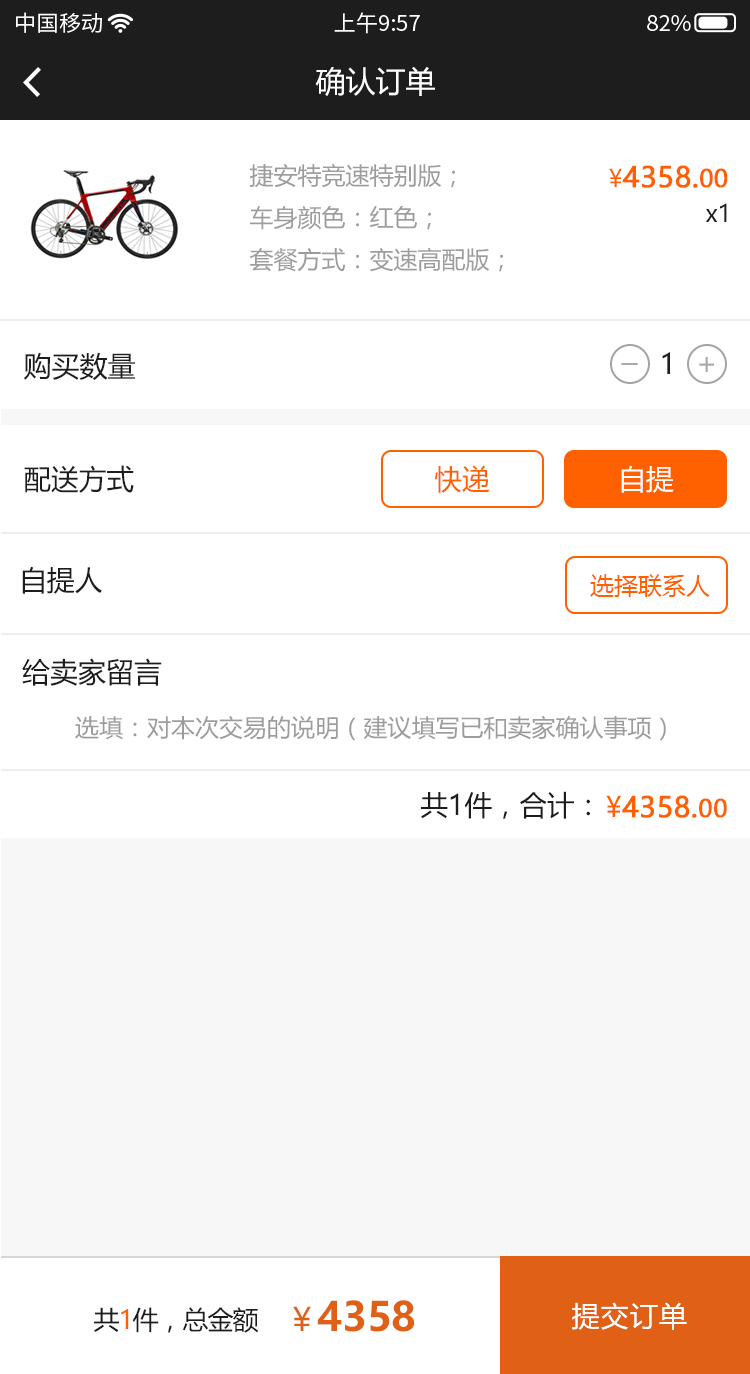 中国移动 上午9:57 82%
确认订单
捷安特竞速特别版； ¥4358.00
车身颜色：红色； x1
套餐方式：变速高配版；
购买数量 1
配送方式 快递 自提
自提人 选择联系人
给卖家留言
选填：对本次交易的说明（建议填写已和卖家确认事项）
共1件，合计：¥4358.00
共1件，总金额 ¥4358 提交订单